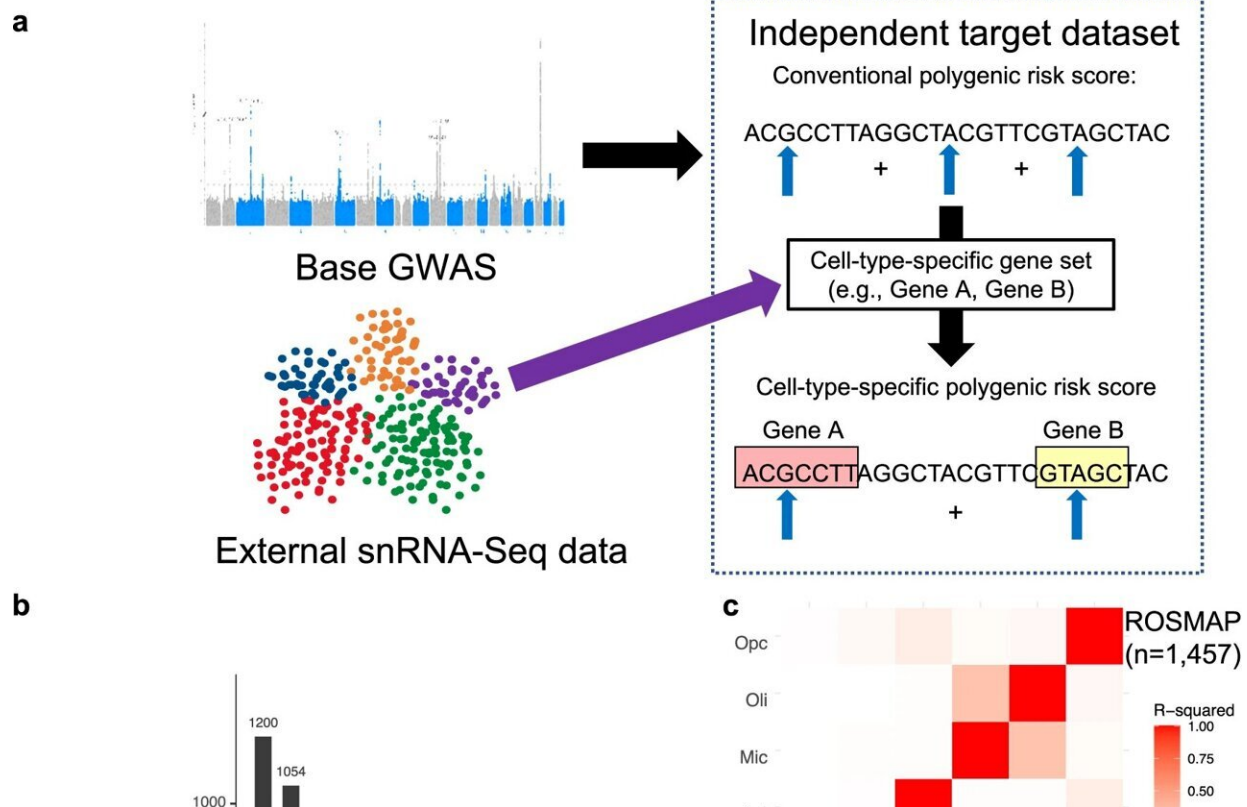 a
Independent target dataset
Conventional polygenic risk score:
ACGCCTTAGGCTACGTTCGTAGCTAC
+ +
Base GWAS
Cell-type-specific gene set
(e.g., Gene A, Gene B)
Cell-type-specific polygenic risk score
Gene A Gene B
ACGCCTTAGGCTACGTTCGTAGCTAC
+
External snRNA-Seq data
b
1200
1054
1000
c
ROSMAP
(n=1,457)
Opc
Oli
Mic
R-squared
1.00
0.75
0.50